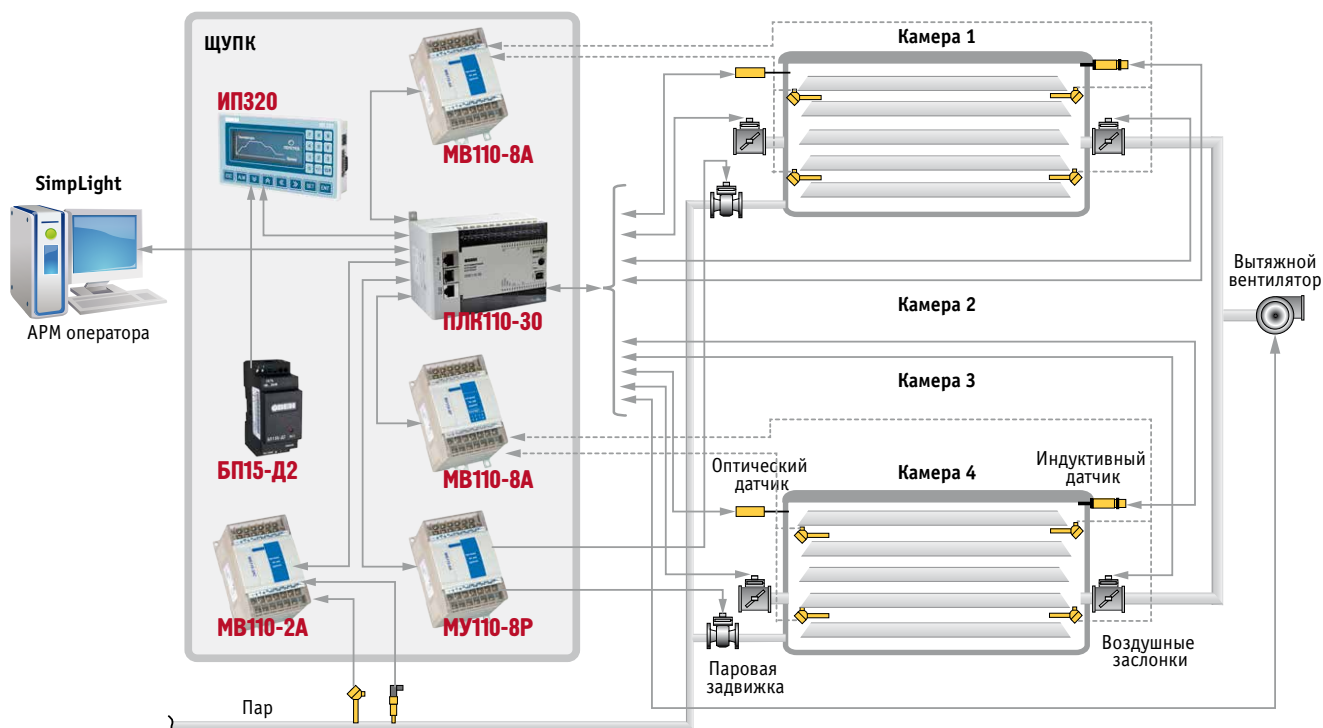 ЩУПК
Камера 1
ИП320
МВ110-8А
SimpLight
Вытяжной
вентилятор
Камера 2
ПЛК110-30
АРМ оператора
Камера 3
БП15-Д2
МВ110-8А
Оптический
датчик
Камера 4
Индуктивный
датчик
МВ110-2А
МУ110-8Р
Воздушные
заслонки
Паровая
задвижка
Пар